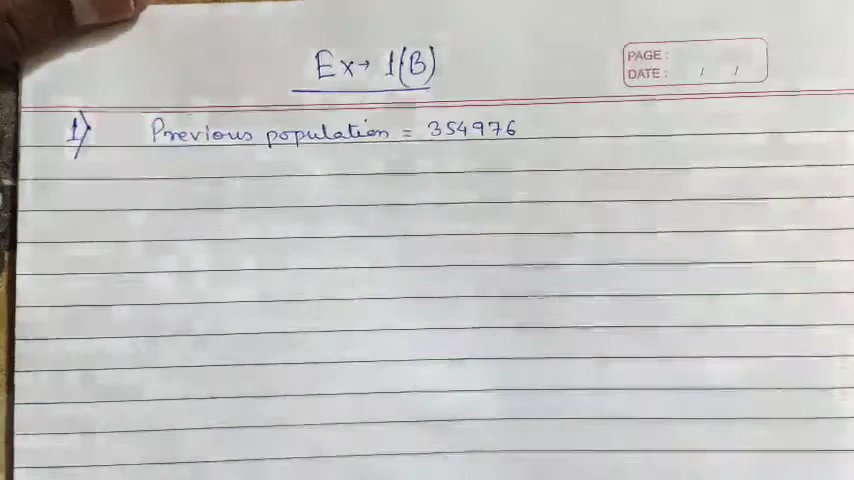 Ex → 1(B)
PAGE :
DATE : / /
1) Previous population = 354976